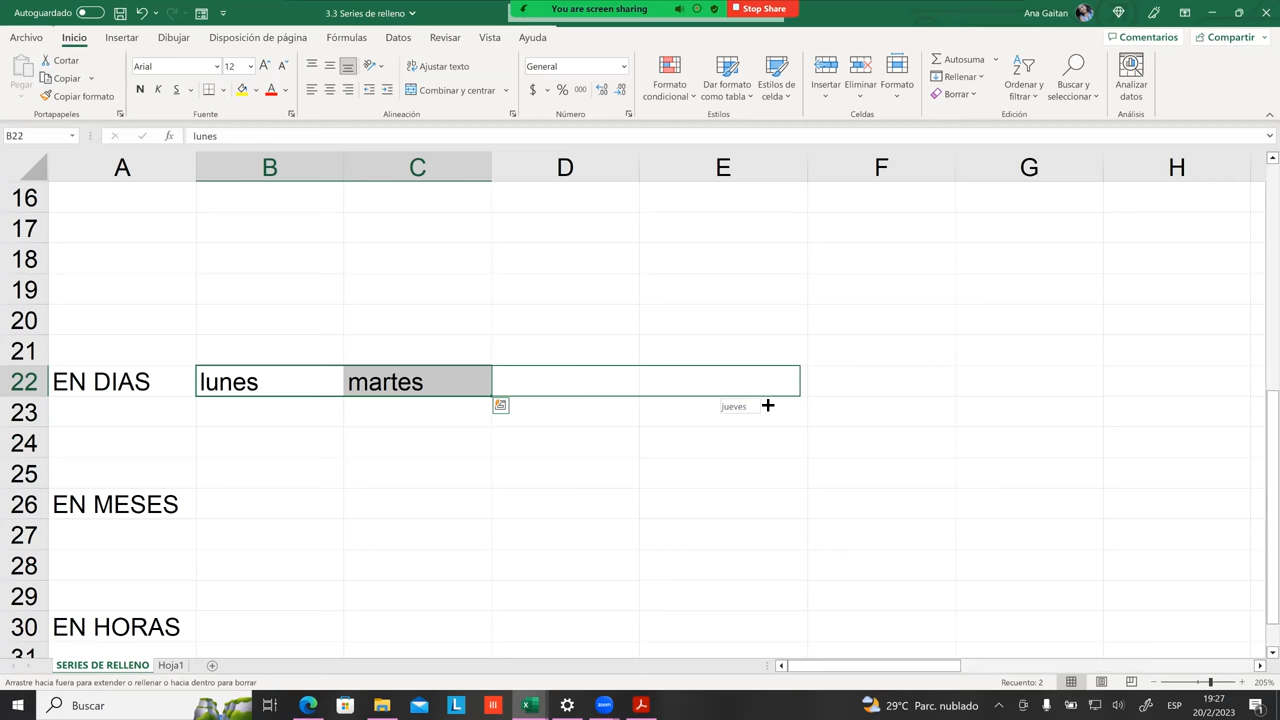 Autoguardado
3.3 Series de relleno
You are screen sharing
Stop Share
Ana Gaitan
Archivo Inicio Insertar Dibujar Disposición de página Fórmulas Datos Revisar Vista Ayuda
Comentarios Compartir
Pegar
Cortar
Copiar
Copiar formato
Portapapeles
Arial 12
N K S
Fuente
Ajustar texto
Combinar y centrar
Alineación
General
$ % 000
Número
Formato condicional
Dar formato como tabla
Estilos de celda
Estilos
Insertar Eliminar Formato
Celdas
Autosuma
Rellenar
Borrar
Ordenar y filtrar
Buscar y seleccionar
Edición
Analizar datos
Análisis
B22 fx lunes
A B C D E F G H
16
17
18
19
20
21
22 EN DIAS lunes martes
23 jueves
24
25
26 EN MESES
27
28
29
30 EN HORAS
31
SERIES DE RELLENO Hoja1
Arrastre hacia fuera para extender o rellenar o hacia dentro para borrar Recuento: 2 205%
Buscar
29°C Parc. nublado ESP 19:27
20/2/2023